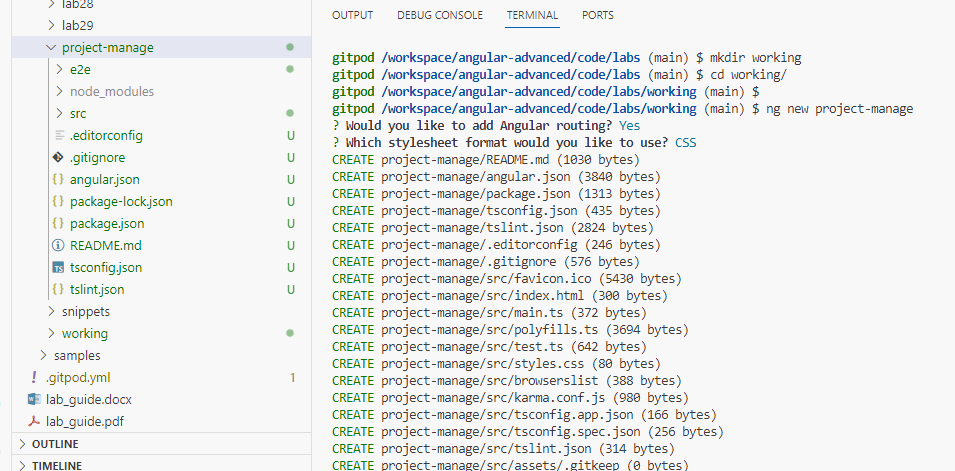 lab28
lab29
project-manage
e2e
node_modules
src
.editorconfig
.gitignore U
angular.json U
package-lock.json U
package.json U
README.md U
tsconfig.json U
tslint.json U
snippets
working
samples
.gitpod.yml 1
lab_guide.docx
lab_guide.pdf
OUTLINE
TIMELINE
OUTPUT DEBUG CONSOLE TERMINAL PORTS
gitpod /workspace/angular-advanced/code/labs (main) $ mkdir working
gitpod /workspace/angular-advanced/code/labs (main) $ cd working/
gitpod /workspace/angular-advanced/code/labs/working (main) $
gitpod /workspace/angular-advanced/code/labs/working (main) $ ng new project-manage
? Would you like to add Angular routing? Yes
? Which stylesheet format would you like to use? CSS
CREATE project-manage/README.md (1030 bytes)
CREATE project-manage/angular.json (3840 bytes)
CREATE project-manage/package.json (1313 bytes)
CREATE project-manage/tsconfig.json (435 bytes)
CREATE project-manage/tslint.json (2824 bytes)
CREATE project-manage/.editorconfig (246 bytes)
CREATE project-manage/.gitignore (576 bytes)
CREATE project-manage/src/favicon.ico (5430 bytes)
CREATE project-manage/src/index.html (300 bytes)
CREATE project-manage/src/main.ts (372 bytes)
CREATE project-manage/src/polyfills.ts (3694 bytes)
CREATE project-manage/src/test.ts (642 bytes)
CREATE project-manage/src/styles.css (80 bytes)
CREATE project-manage/src/browserslist (388 bytes)
CREATE project-manage/src/karma.conf.js (980 bytes)
CREATE project-manage/src/tsconfig.app.json (166 bytes)
CREATE project-manage/src/tsconfig.spec.json (256 bytes)
CREATE project-manage/src/tslint.json (314 bytes)
CREATE project-manage/src/assets/.gitkeep (0 bytes)